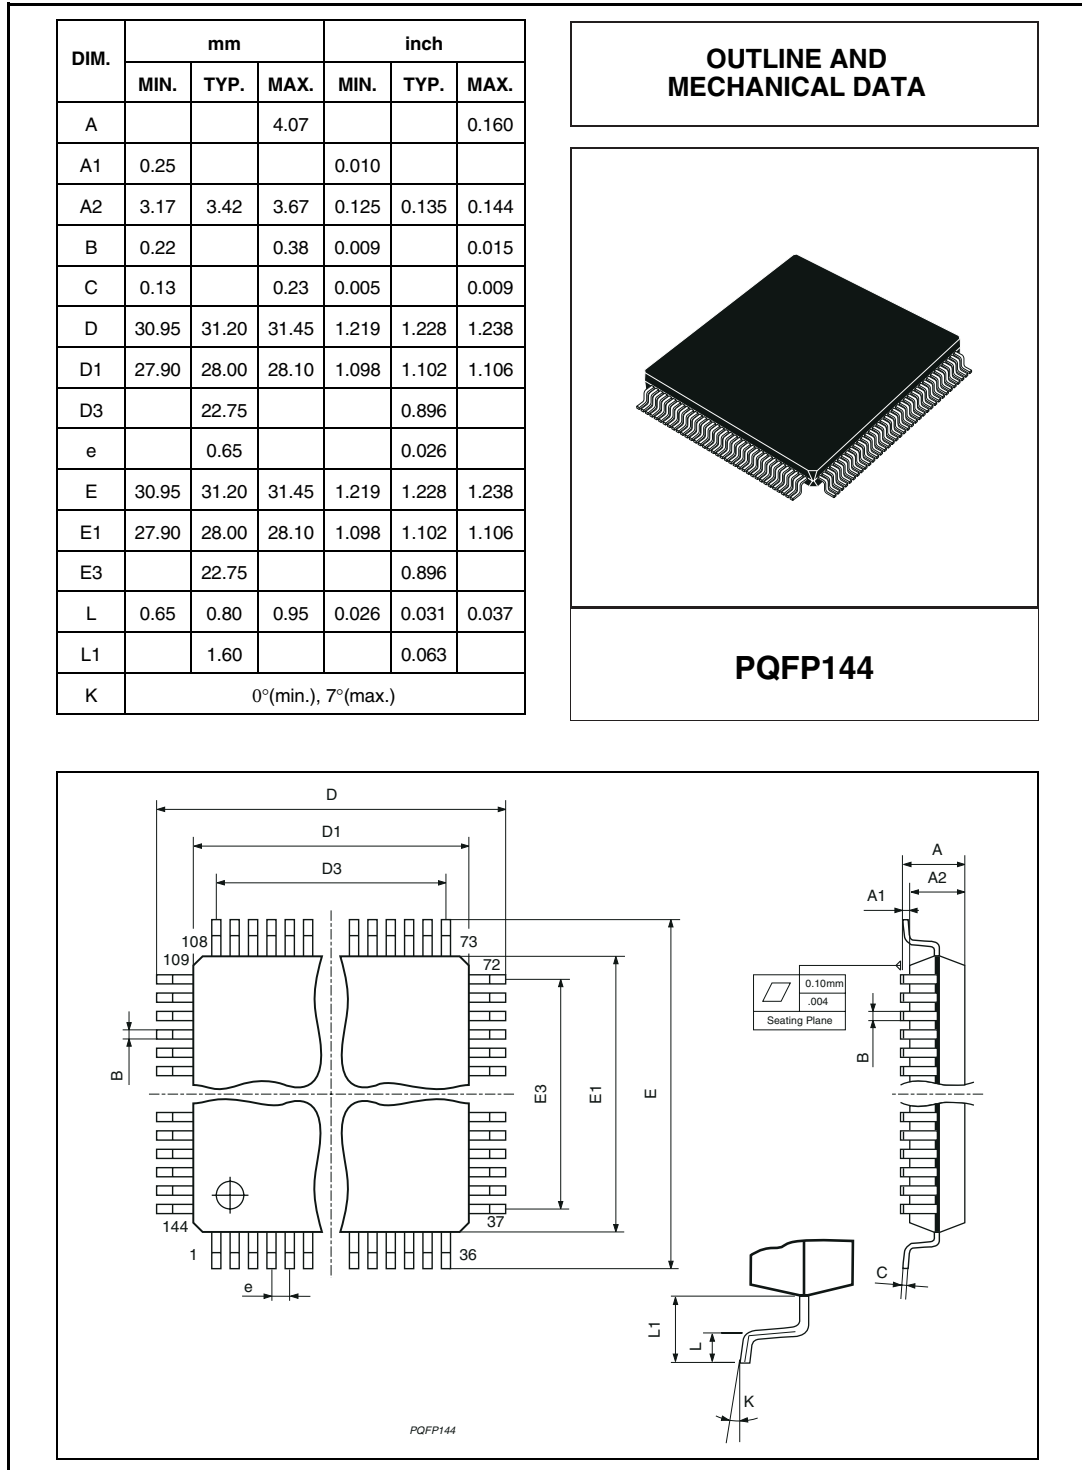 DIM. mm inch
MIN. TYP. MAX. MIN. TYP. MAX.
A 4.07 0.160
A1 0.25 0.010
A2 3.17 3.42 3.67 0.125 0.135 0.144
B 0.22 0.38 0.009 0.015
C 0.13 0.23 0.005 0.009
D 30.95 31.20 31.45 1.219 1.228 1.238
D1 27.90 28.00 28.10 1.098 1.102 1.106
D3 22.75 0.896
e 0.65 0.026
E 30.95 31.20 31.45 1.219 1.228 1.238
E1 27.90 28.00 28.10 1.098 1.102 1.106
E3 22.75 0.896
L 0.65 0.80 0.95 0.026 0.031 0.037
L1 1.60 0.063
K 0°(min.), 7°(max.)
OUTLINE AND
MECHANICAL DATA
PQFP144
D
D1
D3
A
A2
A1
108
73
109
72
0.10mm
.004
Seating Plane
B
B
E3
E1
E
144
37
1
36
e
C
L1
L
K
PQFP144